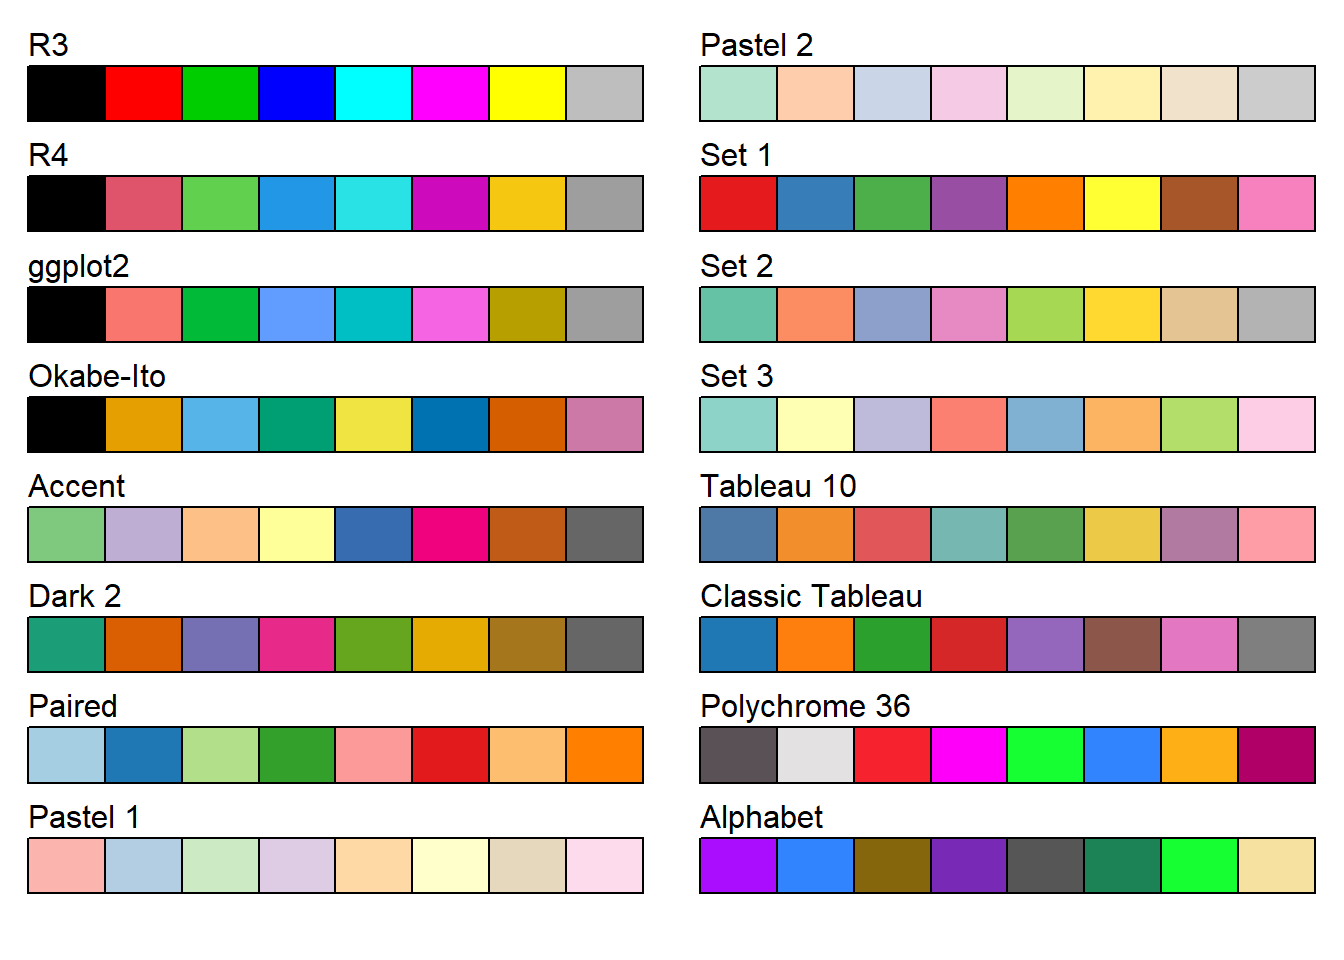 R3
R4
ggplot2
Okabe-Ito
Accent
Dark 2
Paired
Pastel 1
Pastel 2
Set 1
Set 2
Set 3
Tableau 10
Classic Tableau
Polychrome 36
Alphabet